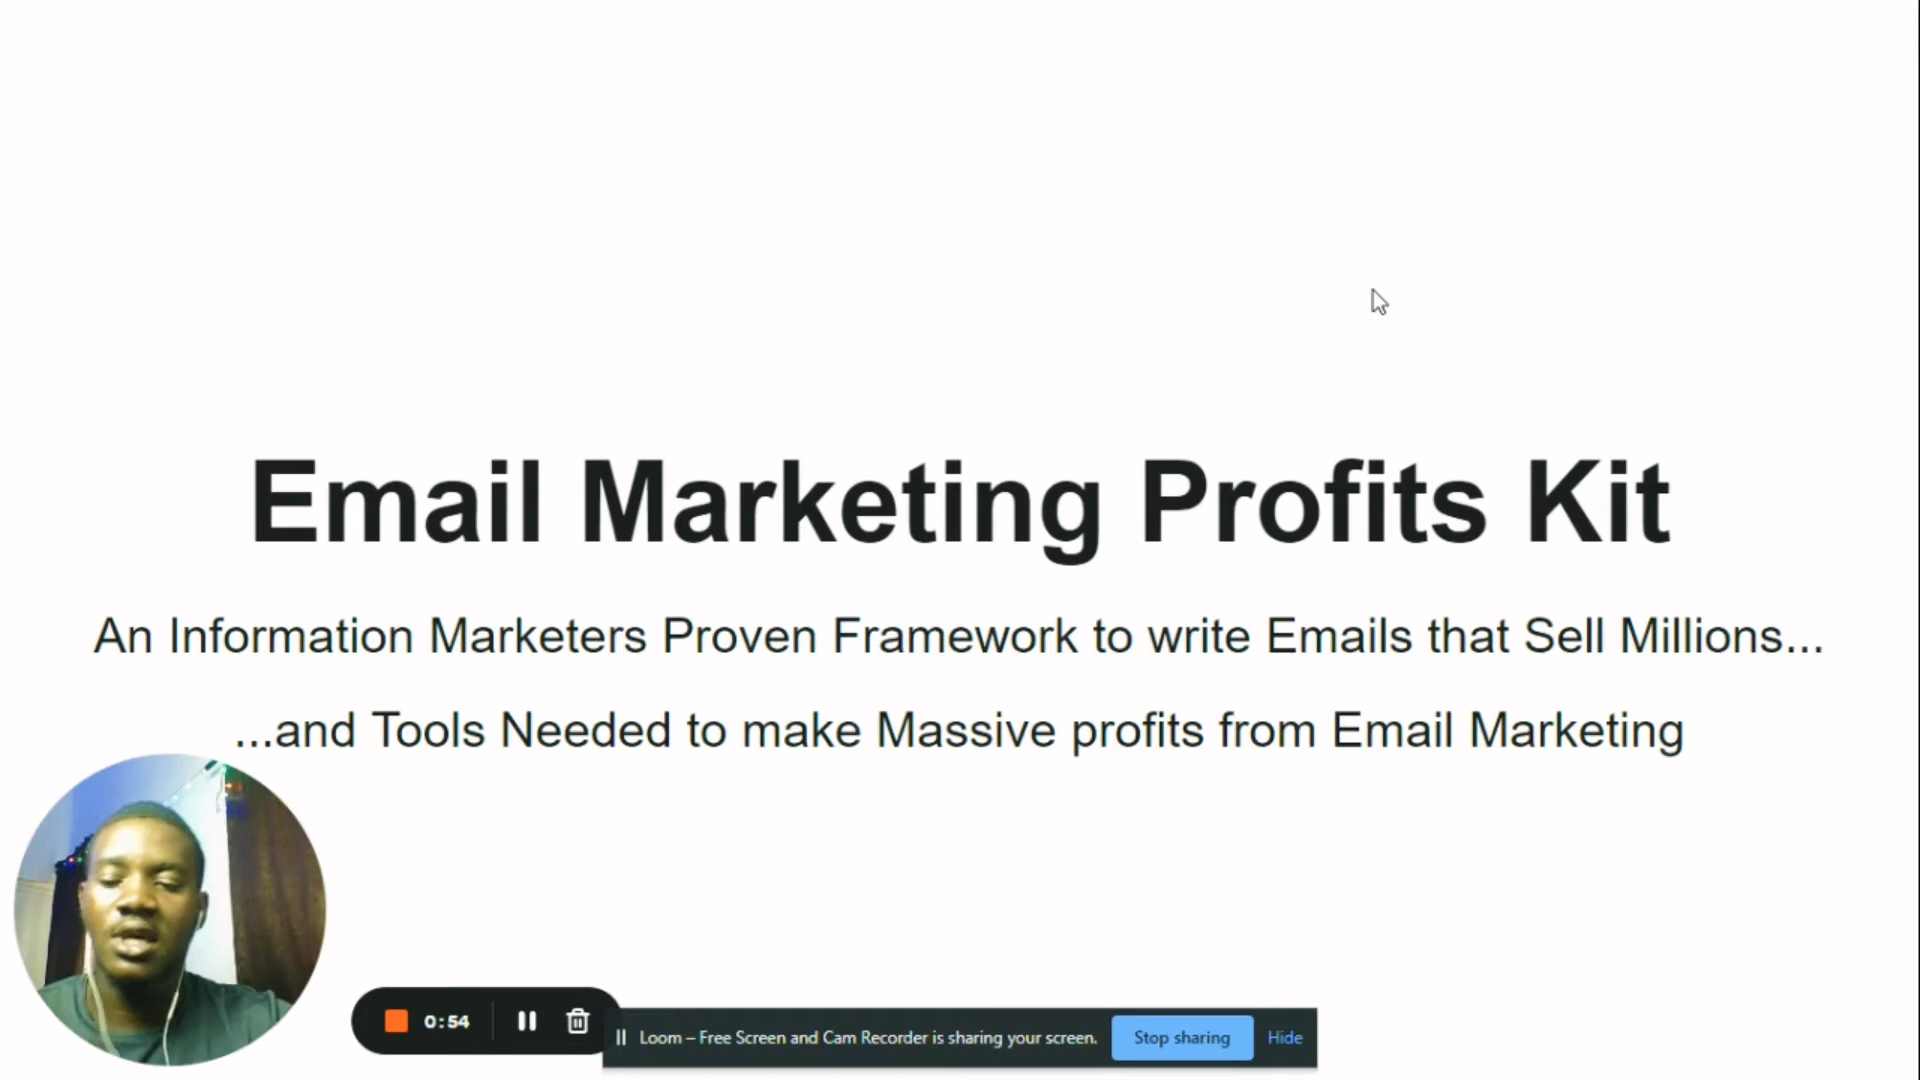 Email Marketing Profits Kit
An Information Marketers Proven Framework to write Emails that Sell Millions...
...and Tools Needed to make Massive profits from Email Marketing
0:54
Loom – Free Screen and Cam Recorder is sharing your screen. Stop sharing Hide